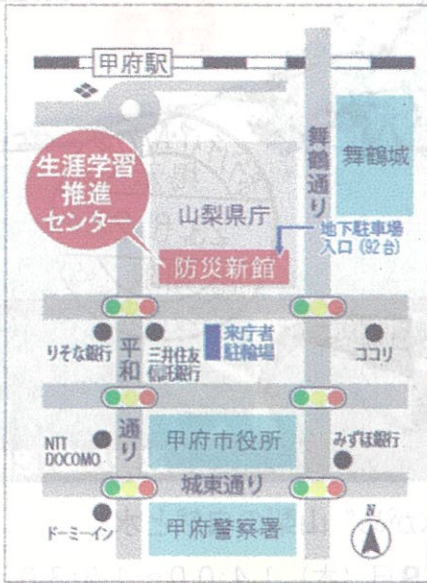 甲府駅
生涯学習
推進
センター
舞鶴通り
舞鶴城
山梨県庁
地下駐車場
入口(92台)
防災新館
りそな銀行
平和通り
三井住友
信託銀行
来庁者
駐輪場
ココリ
NTT
DOCOMO
甲府市役所
みずほ銀行
城東通り
ドーミーイン
甲府警察署
N